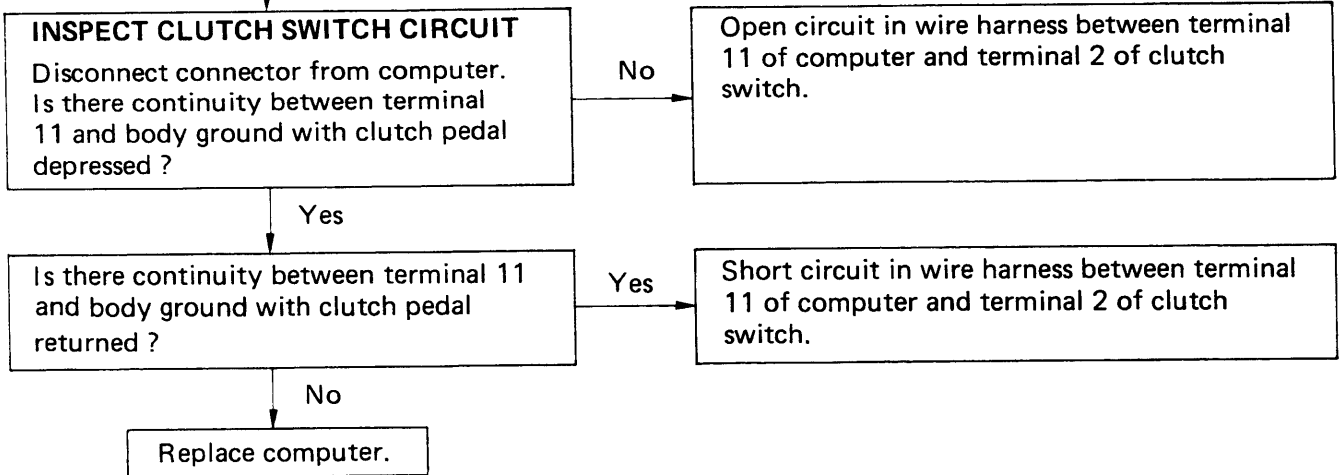 INSPECT CLUTCH SWITCH CIRCUIT
Disconnect connector from computer.
Is there continuity between terminal
11 and body ground with clutch pedal
depressed ?
No
Open circuit in wire harness between terminal
11 of computer and terminal 2 of clutch
switch.
Yes
Is there continuity between terminal 11
and body ground with clutch pedal
returned ?
Yes
Short circuit in wire harness between terminal
11 of computer and terminal 2 of clutch
switch.
No
Replace computer.